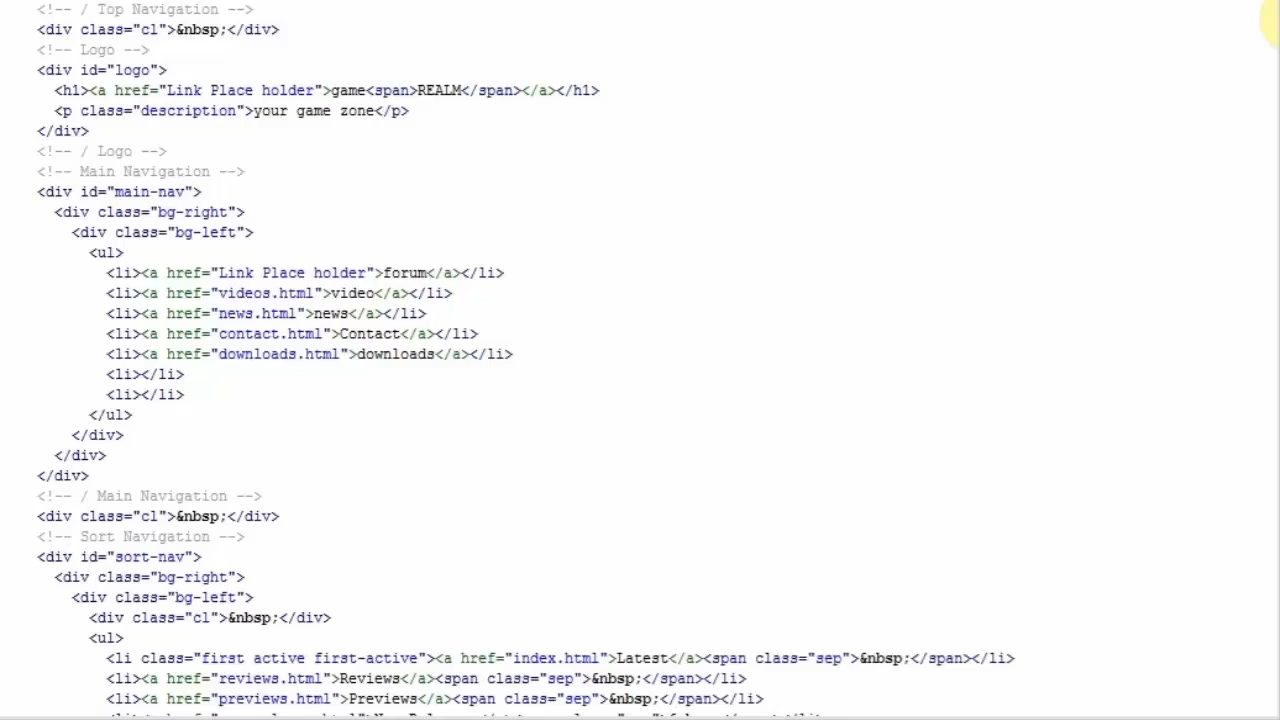 <!-- / Top Navigation -->
<div class="cl">&nbsp;</div>
<!-- Logo -->
<div id="logo">
<h1><a href="Link Place holder">game<span>REALM</span></a></h1>
<p class="description">your game zone</p>
</div>
<!-- / Logo -->
<!-- Main Navigation -->
<div id="main-nav">
<div class="bg-right">
<div class="bg-left">
<ul>
<li><a href="Link Place holder">forum</a></li>
<li><a href="videos.html">video</a></li>
<li><a href="news.html">news</a></li>
<li><a href="contact.html">Contact</a></li>
<li><a href="downloads.html">downloads</a></li>
<li></li>
<li></li>
</ul>
</div>
</div>
</div>
<!-- / Main Navigation -->
<div class="cl">&nbsp;</div>
<!-- Sort Navigation -->
<div id="sort-nav">
<div class="bg-right">
<div class="bg-left">
<div class="cl">&nbsp;</div>
<ul>
<li class="first active first-active"><a href="index.html">Latest</a><span class="sep">&nbsp;</span></li>
<li><a href="reviews.html">Reviews</a><span class="sep">&nbsp;</span></li>
<li><a href="previews.html">Previews</a><span class="sep">&nbsp;</span></li>